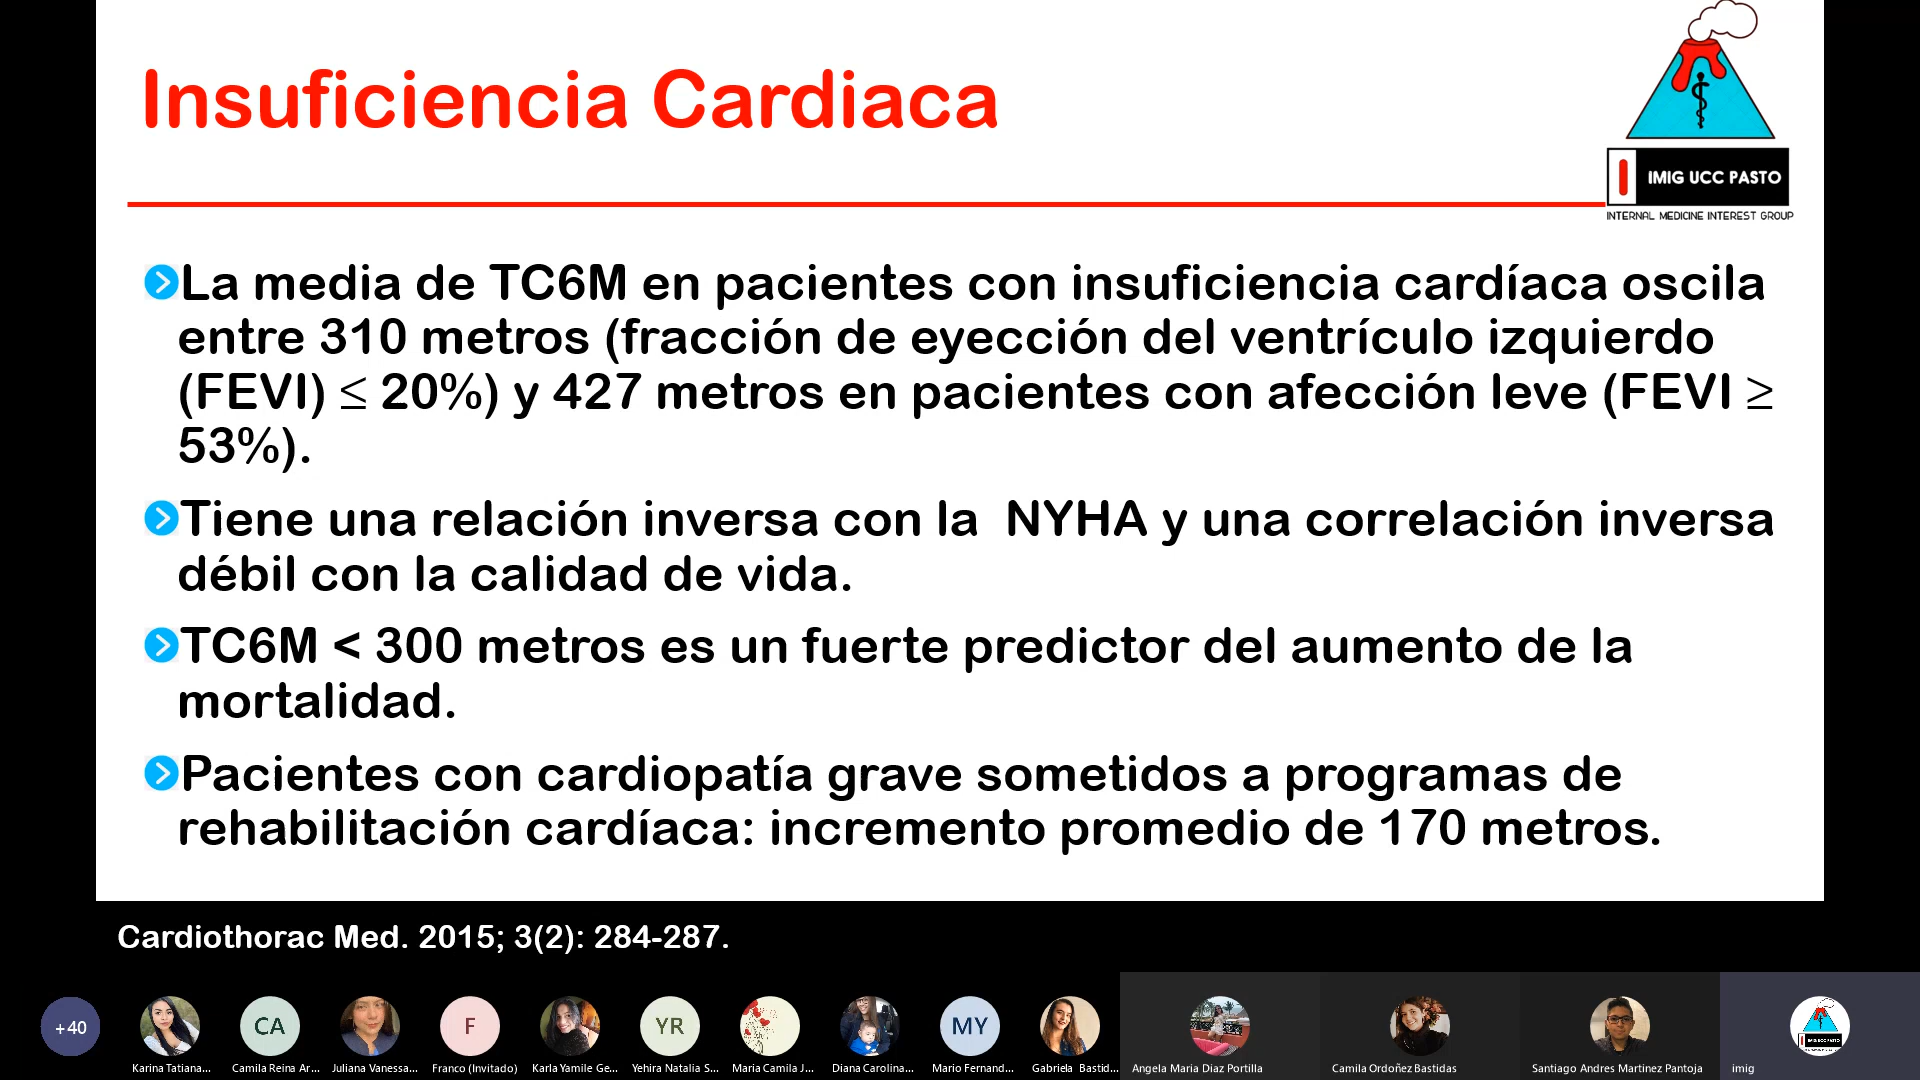 Insuficiencia Cardiaca
IMIG UCC PASTO
INTERNAL MEDICINE INTEREST GROUP
La media de TC6M en pacientes con insuficiencia cardíaca oscila
entre 310 metros (fracción de eyección del ventrículo izquierdo
(FEVI) ≤ 20%) y 427 metros en pacientes con afección leve (FEVI ≥
53%).
Tiene una relación inversa con la NYHA y una correlación inversa
débil con la calidad de vida.
TC6M < 300 metros es un fuerte predictor del aumento de la
mortalidad.
Pacientes con cardiopatía grave sometidos a programas de
rehabilitación cardíaca: incremento promedio de 170 metros.
Cardiothorac Med. 2015; 3(2): 284-287.
+40
CA
F
YR
MY
Karina Tatiana...
Camila Reina Ar...
Juliana Vanessa...
Franco (Invitado)
Karla Yamile Ge...
Yehira Natalia S...
Maria Camila J...
Diana Carolina...
Mario Fernand...
Gabriela Bastid...
Angela Maria Diaz Portilla
Camila Ordoñez Bastidas
Santiago Andres Martinez Pantoja
imig